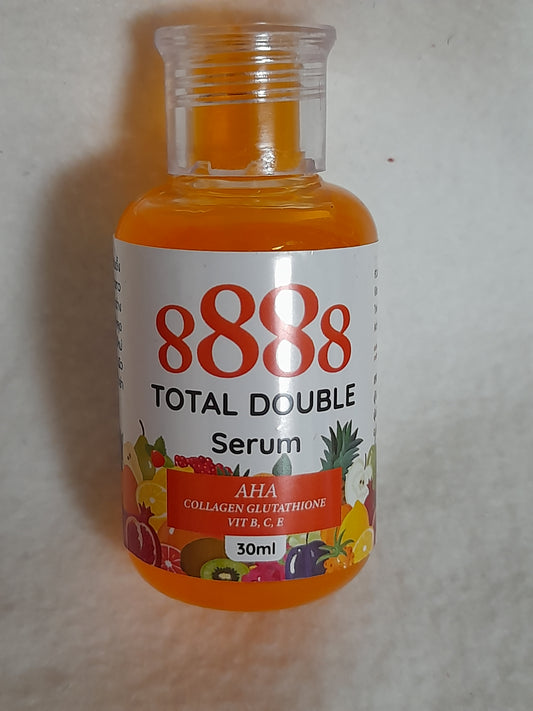 8888
TOTAL DOUBLE
Serum
AHA
COLLAGEN GLUTATHIONE
VIT B, C, E
30ml